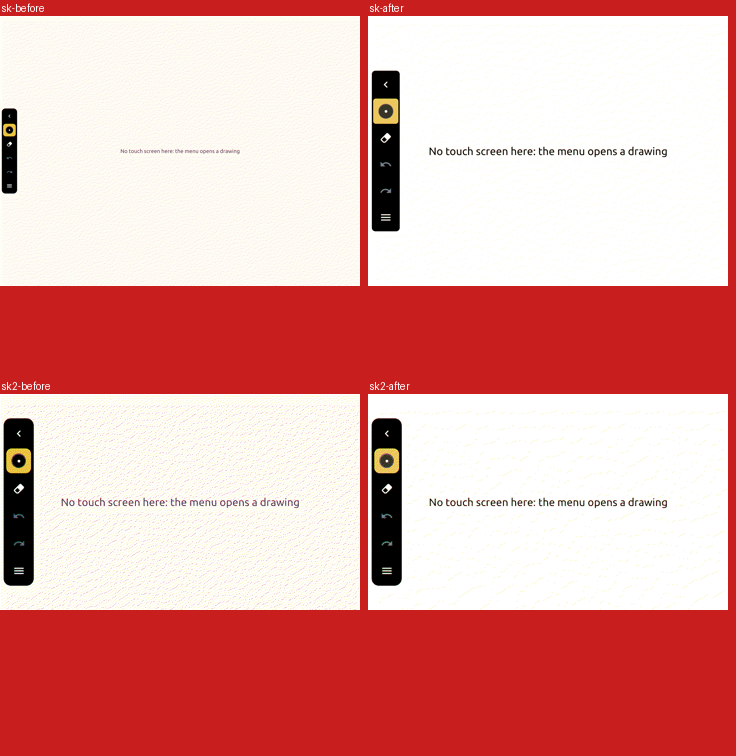 sk-before
sk-after
No touch screen here: the menu opens a drawing
No touch screen here: the menu opens a drawing
sk2-before
sk2-after
No touch screen here: the menu opens a drawing
No touch screen here: the menu opens a drawing